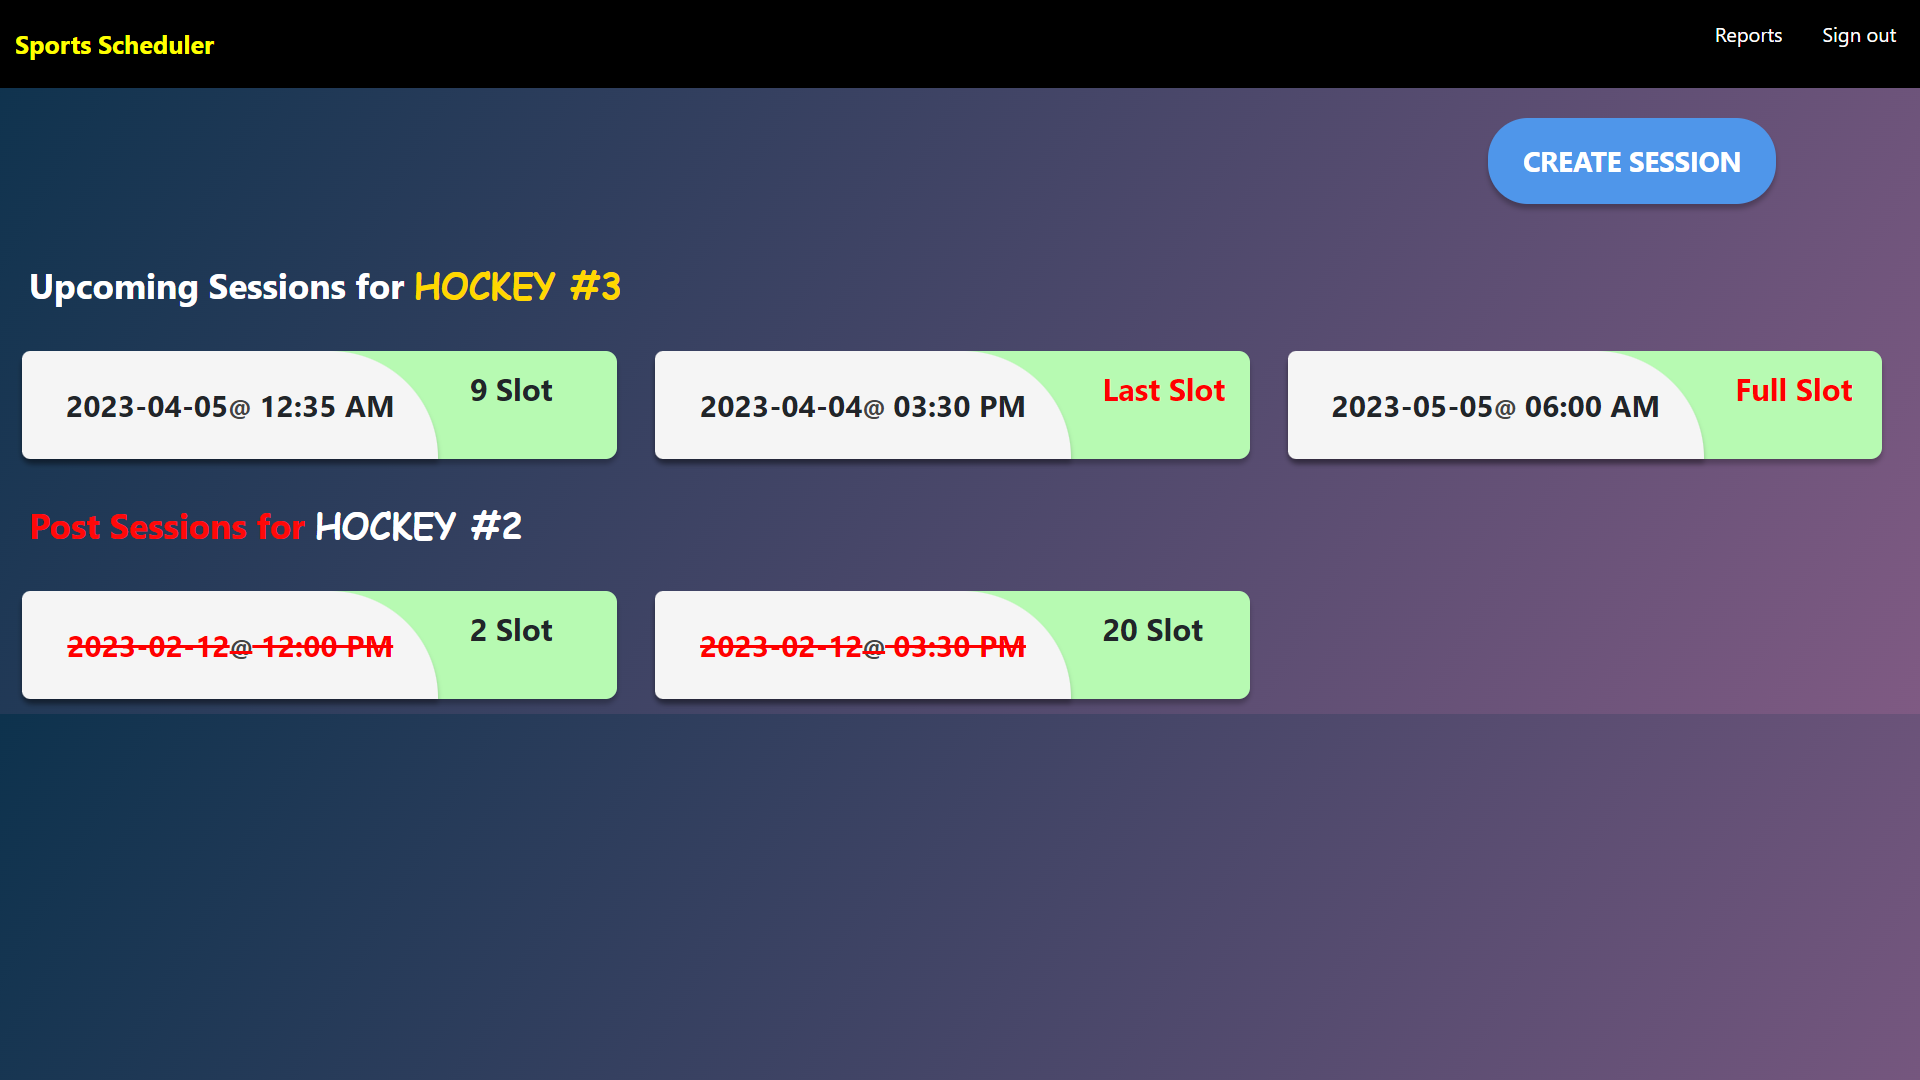 Sports Scheduler
Reports
Sign out
CREATE SESSION
Upcoming Sessions for HOCKEY #3
2023-04-05@ 12:35 AM
9 Slot
2023-04-04@ 03:30 PM
Last Slot
2023-05-05@ 06:00 AM
Full Slot
Post Sessions for HOCKEY #2
2023-02-12@ 12:00 PM
2 Slot
2023-02-12@ 03:30 PM
20 Slot